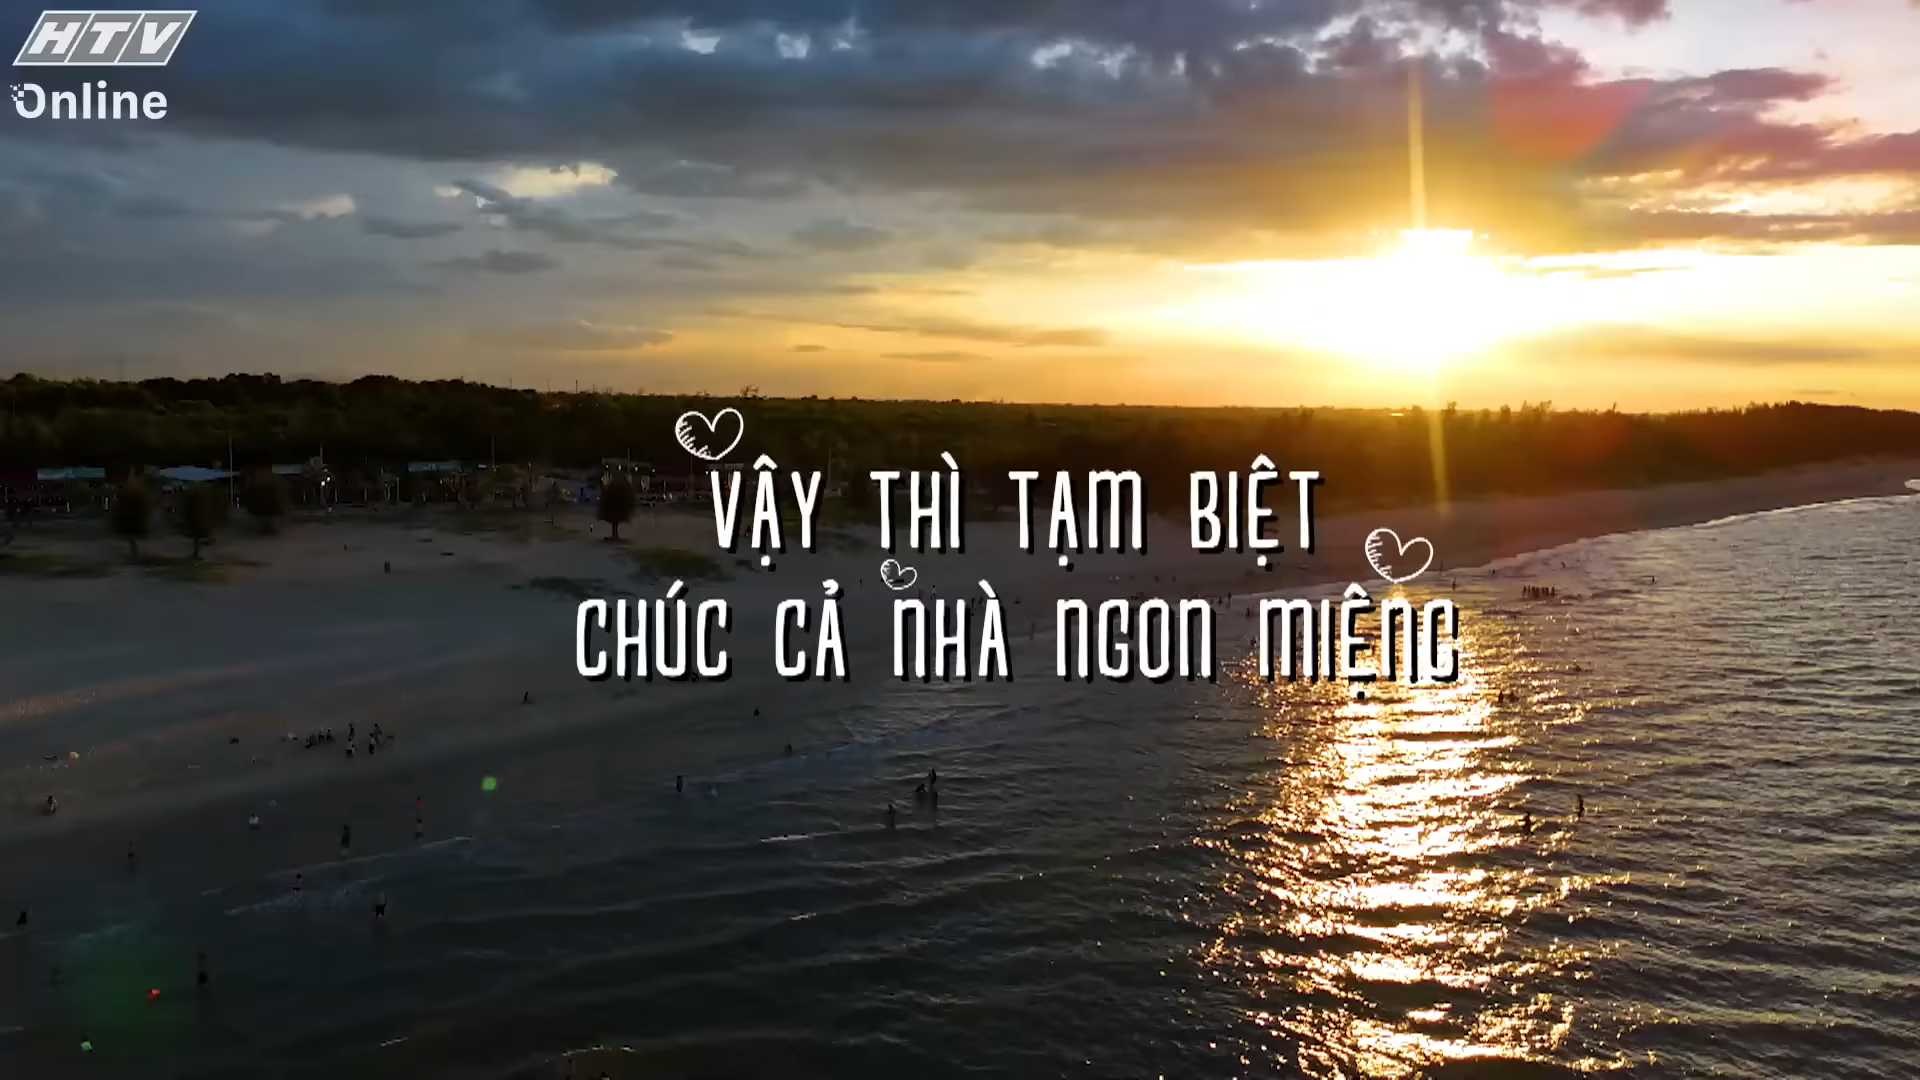 HTV
Online
VẬY THÌ TẠM BIỆT
CHÚC CẢ NHÀ NGON MIỆNG